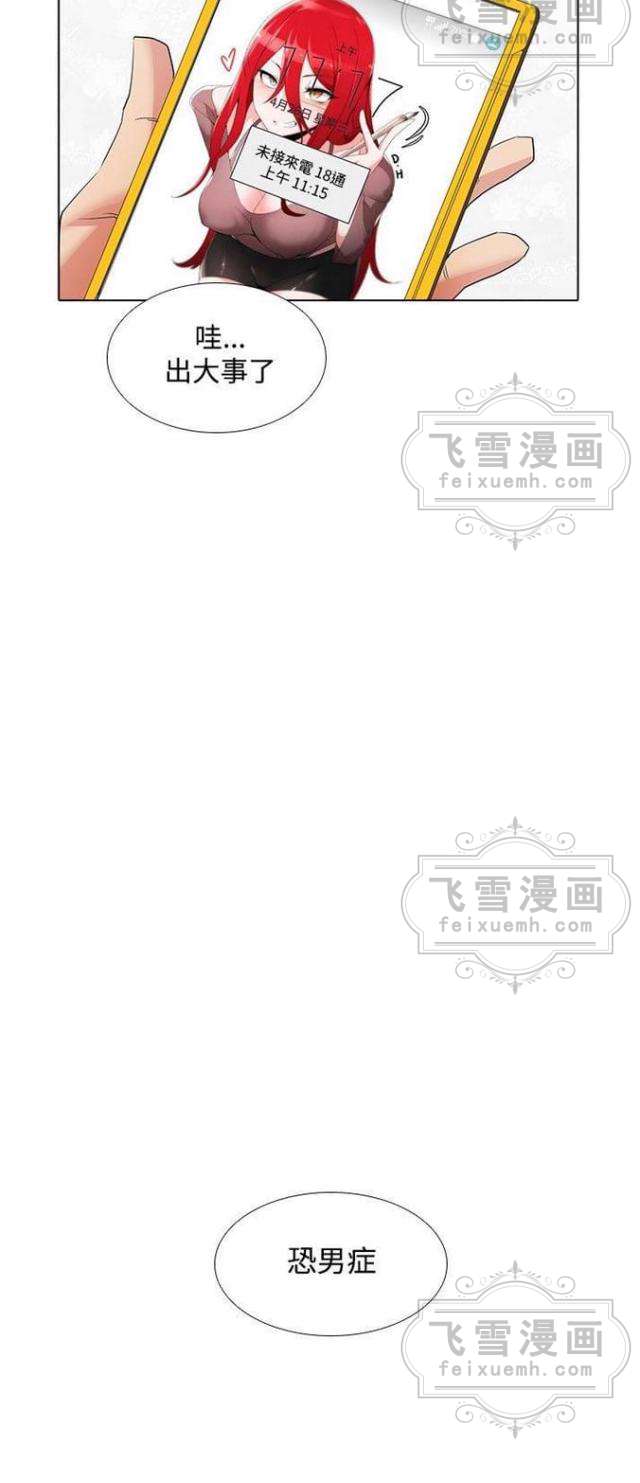 飞雪漫画
feixuemh.com
上午
4月
日 星期三
未接來電 18通
上午 11:15
D.H
哇...
出大事了
飞雪漫画
feixuemh.com
飞雪漫画
feixuemh.com
恐男症
飞雪漫画
feixuemh.com